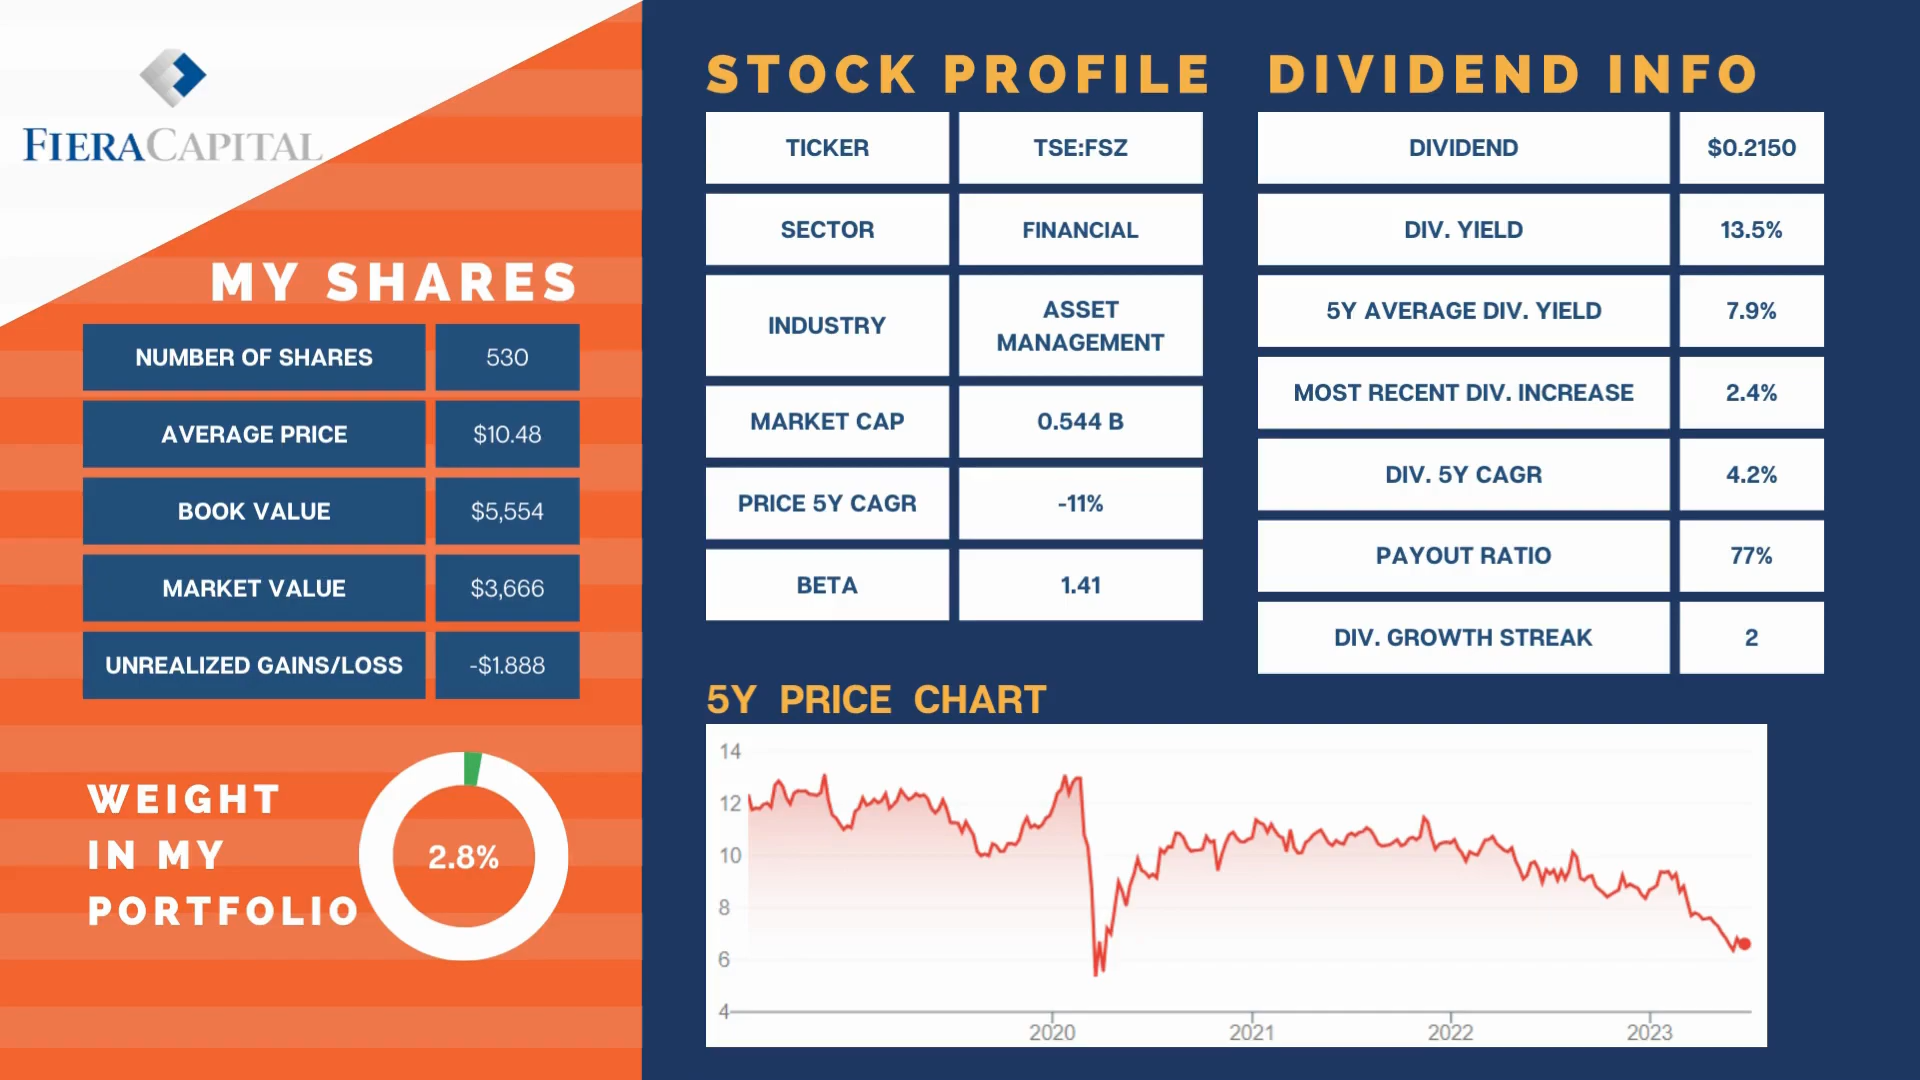 FIERACAPITAL
MY SHARES
NUMBER OF SHARES 530
AVERAGE PRICE $10.48
BOOK VALUE $5,554
MARKET VALUE $3,666
UNREALIZED GAINS/LOSS -$1.888
WEIGHT
IN MY
PORTFOLIO
2.8%
STOCK PROFILE
TICKER TSE:FSZ
SECTOR FINANCIAL
INDUSTRY ASSET
MANAGEMENT
MARKET CAP 0.544 B
PRICE 5Y CAGR -11%
BETA 1.41
DIVIDEND INFO
DIVIDEND $0.2150
DIV. YIELD 13.5%
5Y AVERAGE DIV. YIELD 7.9%
MOST RECENT DIV. INCREASE 2.4%
DIV. 5Y CAGR 4.2%
PAYOUT RATIO 77%
DIV. GROWTH STREAK 2
5Y PRICE CHART
14
12
10
8
6
4
2020 2021 2022 2023